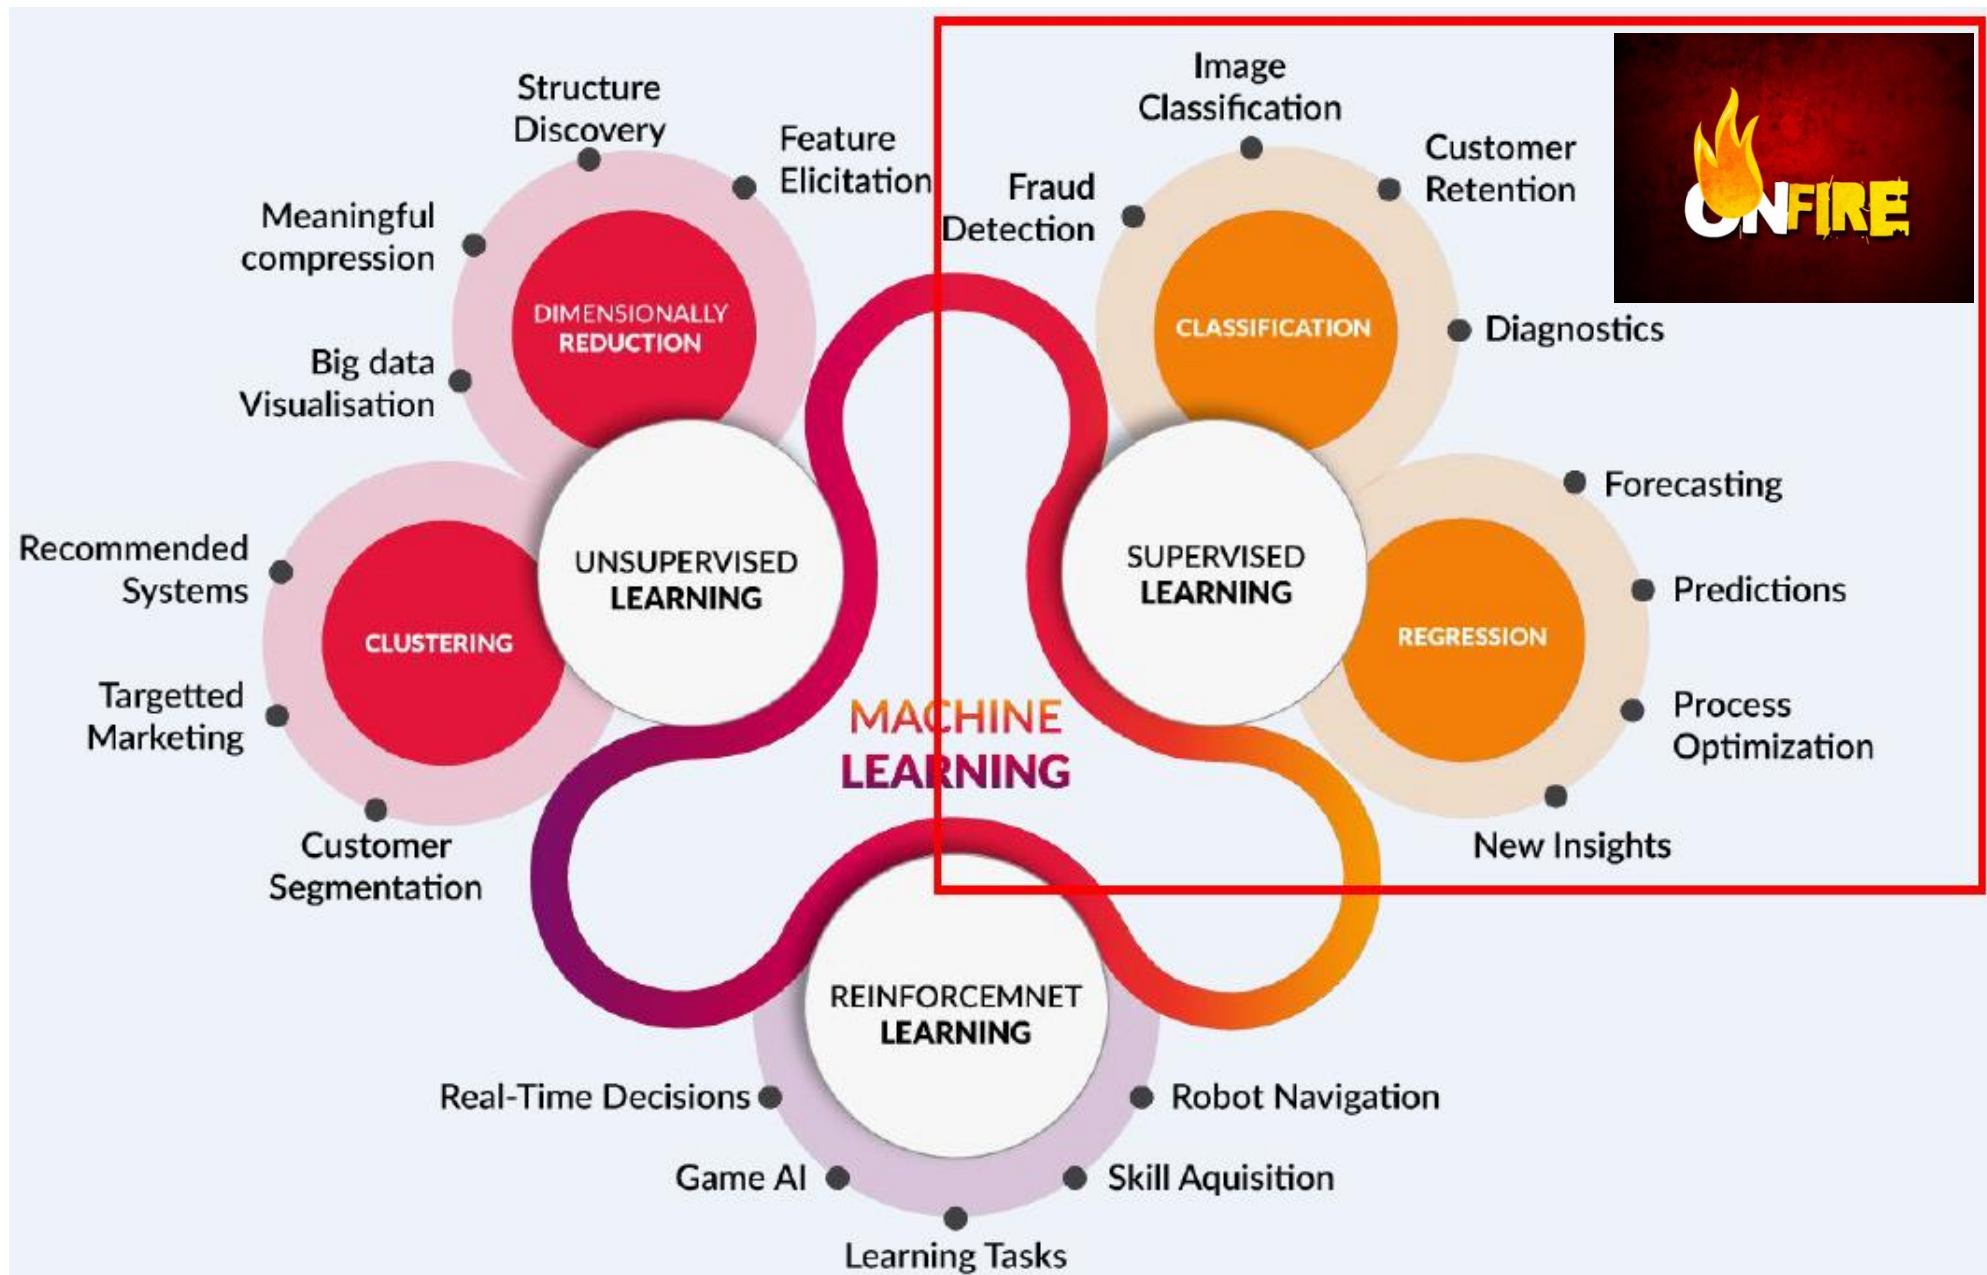 Structure
Discovery
Feature
Elicitation
Meaningful
compression
DIMENSIONALLY
REDUCTION
Big data
Visualisation
Recommended
Systems
CLUSTERING
Targetted
Marketing
Customer
Segmentation
UNSUPERVISED
LEARNING
Image
Classification
Customer
Retention
Fraud
Detection
ONFIRE
CLASSIFICATION
Diagnostics
SUPERVISED
LEARNING
Forecasting
Predictions
REGRESSION
Process
Optimization
New Insights
MACHINE
LEARNING
REINFORCEMNET
LEARNING
Real-Time Decisions
Robot Navigation
Game AI
Skill Aquisition
Learning Tasks